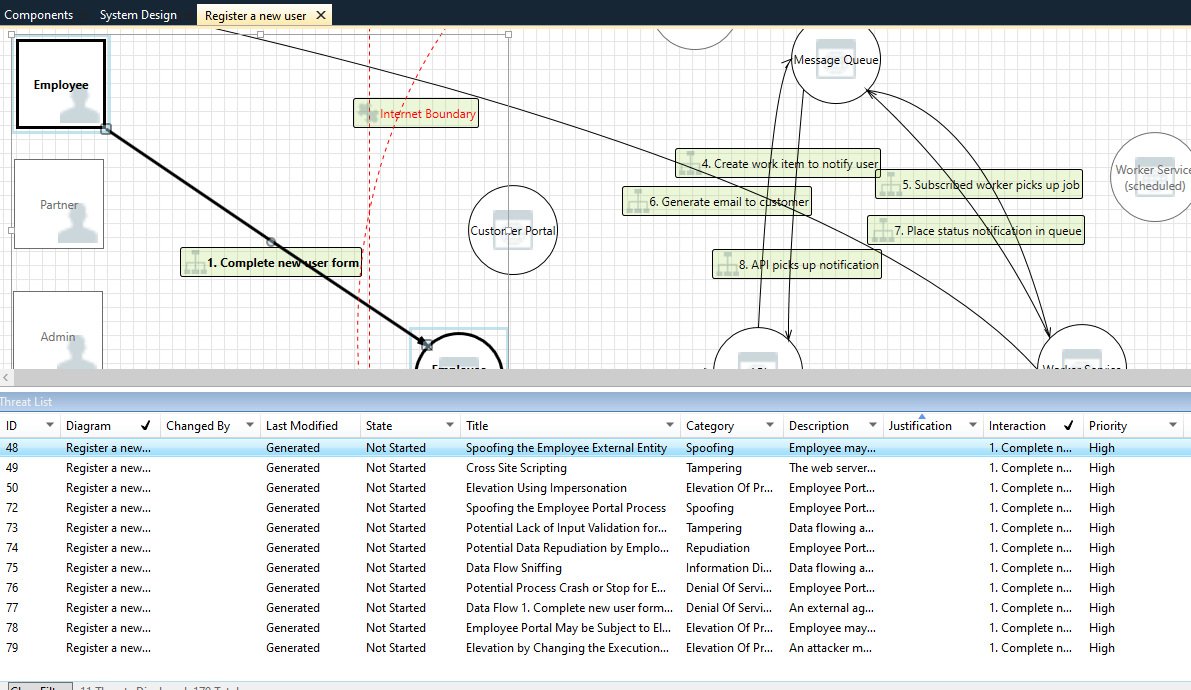 Components System Design Register a new user
Employee
Message Queue
Internet Boundary
4. Create work item to notify user
Worker Service
(scheduled)
5. Subscribed worker picks up job
6. Generate email to customer
Partner
Customer Portal
7. Place status notification in queue
1. Complete new user form
8. API picks up notification
Admin
Employee
API
Worker Service
Threat List
ID Diagram Changed By Last Modified State Title Category Description Justification Interaction Priority
48 Register a new... Generated Not Started Spoofing the Employee External Entity Spoofing Employee may... 1. Complete n... High
49 Register a new... Generated Not Started Cross Site Scripting Tampering The web server... 1. Complete n... High
50 Register a new... Generated Not Started Elevation Using Impersonation Elevation Of Pr... Employee Port... 1. Complete n... High
72 Register a new... Generated Not Started Spoofing the Employee Portal Process Spoofing Employee Port... 1. Complete n... High
73 Register a new... Generated Not Started Potential Lack of Input Validation for... Tampering Data flowing a... 1. Complete n... High
74 Register a new... Generated Not Started Potential Data Repudiation by Emplo... Repudiation Employee Port... 1. Complete n... High
75 Register a new... Generated Not Started Data Flow Sniffing Information Di... Data flowing a... 1. Complete n... High
76 Register a new... Generated Not Started Potential Process Crash or Stop for E... Denial Of Servi... Employee Port... 1. Complete n... High
77 Register a new... Generated Not Started Data Flow 1. Complete new user form... Denial Of Servi... An external ag... 1. Complete n... High
78 Register a new... Generated Not Started Employee Portal May be Subject to El... Elevation Of Pr... Employee may... 1. Complete n... High
79 Register a new... Generated Not Started Elevation by Changing the Execution... Elevation Of Pr... An attacker m... 1. Complete n... High